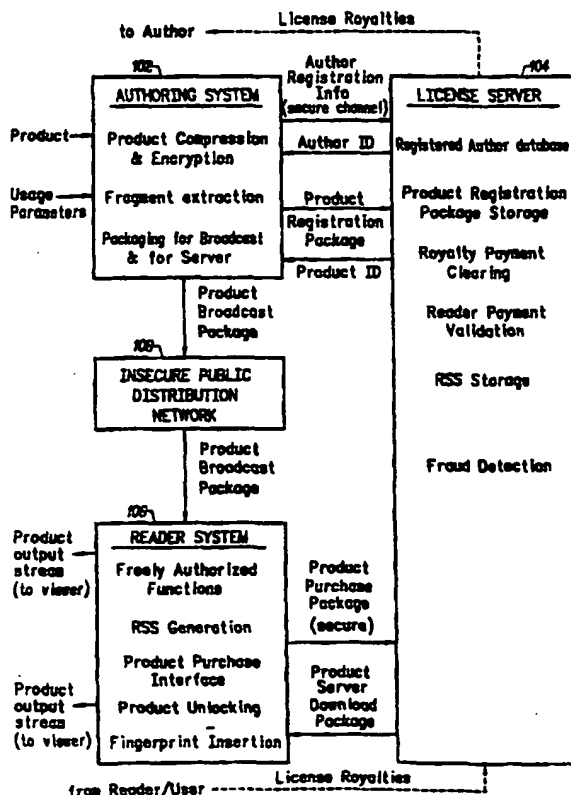 License Royalties
to Author
102
AUTHORING SYSTEM
Product Compression
& Encryption
Fragment extraction
Packaging for Broadcast
& for Server
Product
Usage
Parameters
Author
Registration
Info
(secure channel)
Author ID
Product
Registration
Package
Product ID
104
LICENSE SERVER
Registered Author database
Product Registration
Package Storage
Royalty Payment
Clearing
Reader Payment
Validation
RSS Storage
Fraud Detection
Product
Broadcast
Package
108
INSECURE PUBLIC
DISTRIBUTION
NETWORK
Product
Broadcast
Package
106
READER SYSTEM
Freely Authorized
Functions
RSS Generation
Product Purchase
Interface
Product Unlocking
Fingerprint Insertion
Product
output
stream
(to viewer)
Product
output
stream
(to viewer)
Product
Purchase
Package
(secure)
Product
Server
Download
Package
License Royalties
from Reader/User